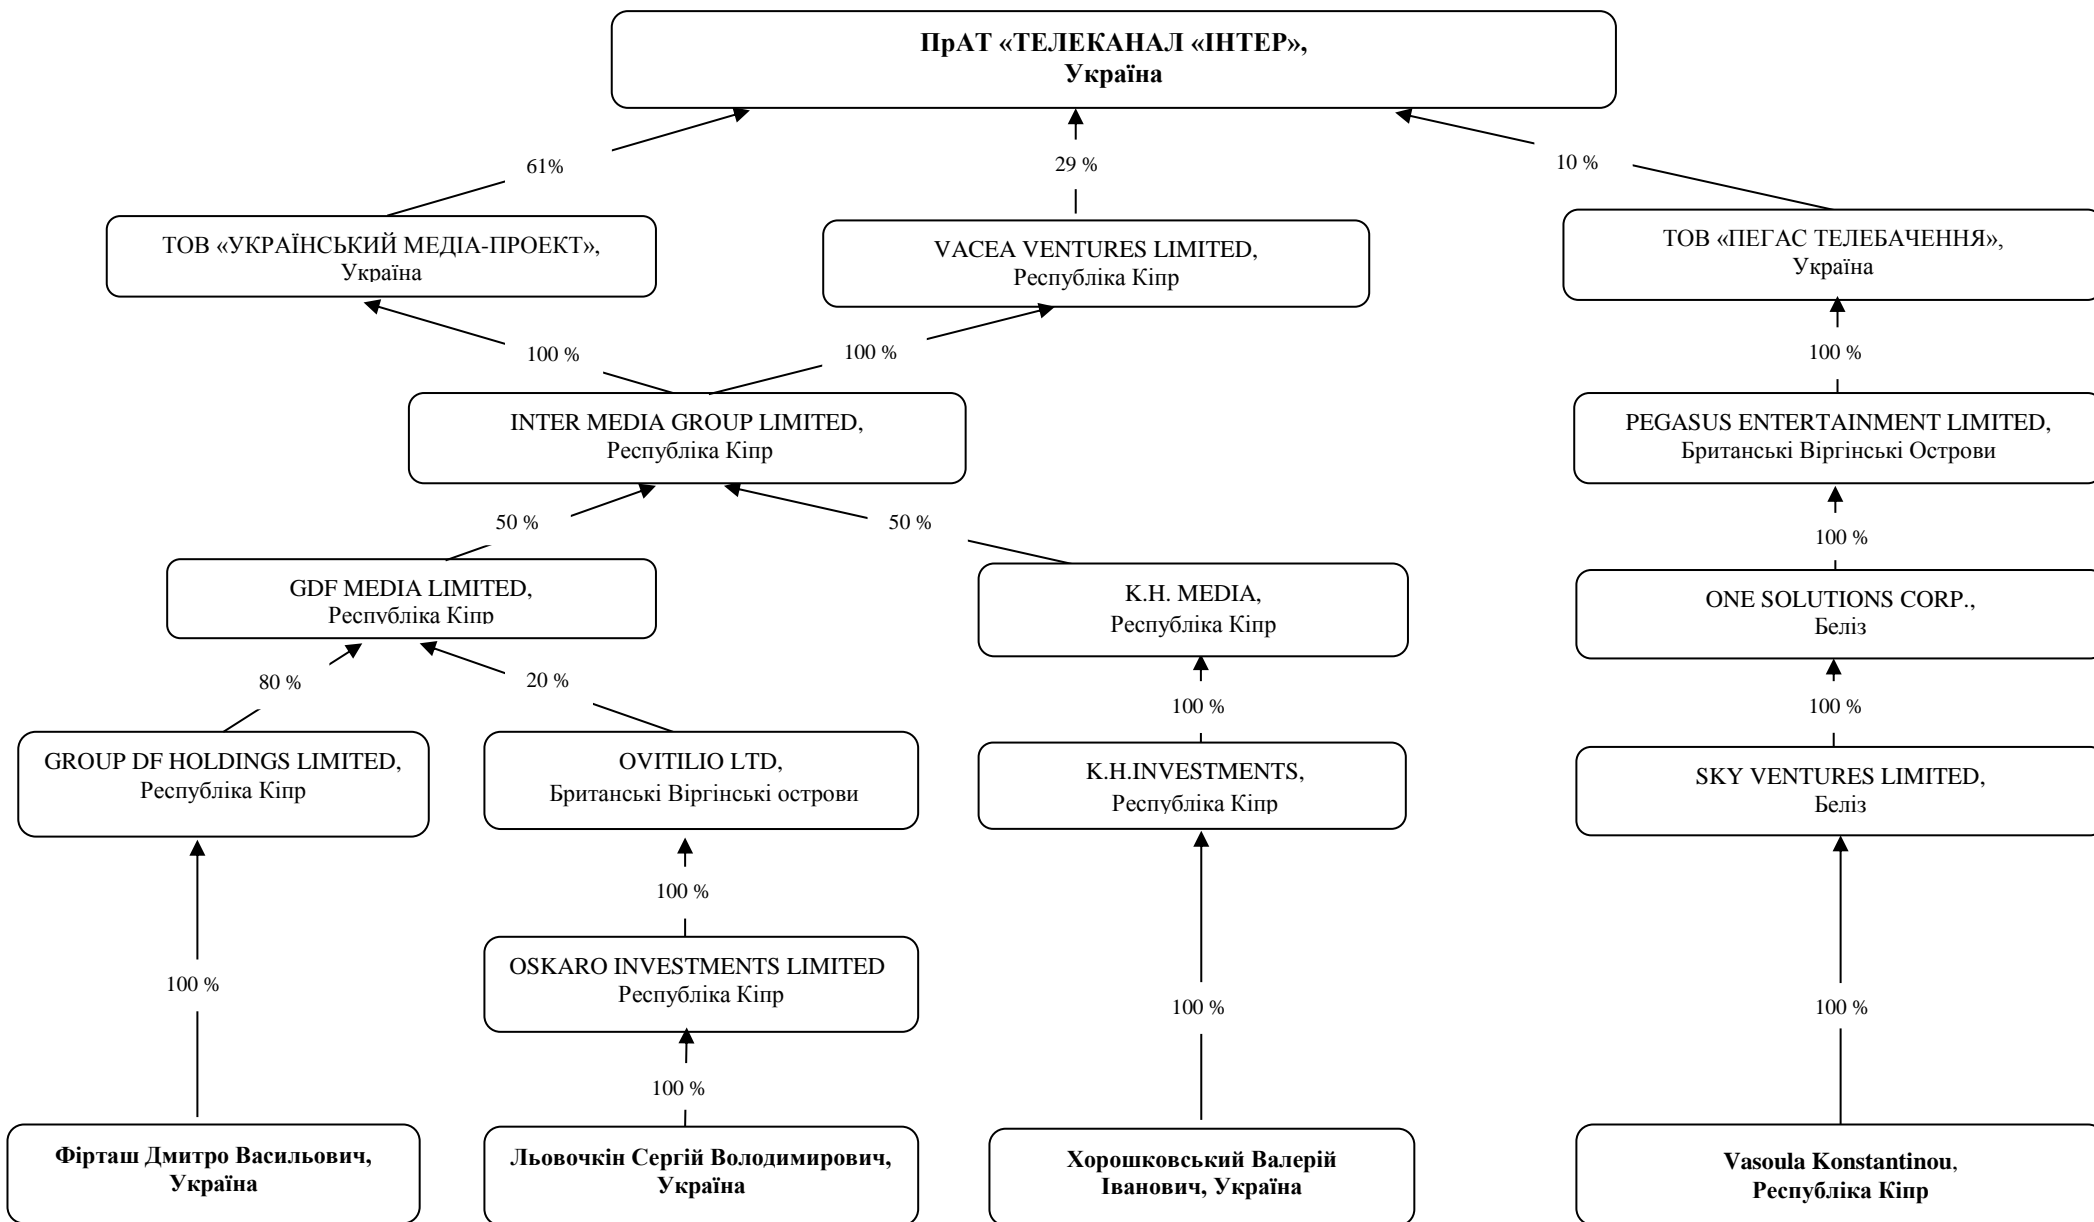 ПрАТ «ТЕЛЕКАНАЛ «ІНТЕР»,
Україна
61%
29 %
10 %
ТОВ «УКРАЇНСЬКИЙ МЕДІА-ПРОЕКТ»,
Україна
VACEA VENTURES LIMITED,
Республіка Кіпр
ТОВ «ПЕГАС ТЕЛЕБАЧЕННЯ»,
Україна
100 %
100 %
100 %
INTER MEDIA GROUP LIMITED,
Республіка Кіпр
PEGASUS ENTERTAINMENT LIMITED,
Британські Віргінські Острови
50 %
50 %
100 %
GDF MEDIA LIMITED,
Республіка Кіпр
K.H. MEDIA,
Республіка Кіпр
ONE SOLUTIONS CORP.,
Беліз
80 %
20 %
100 %
100 %
GROUP DF HOLDINGS LIMITED,
Республіка Кіпр
OVITILIO LTD,
Британські Віргінські острови
K.H.INVESTMENTS,
Республіка Кіпр
SKY VENTURES LIMITED,
Беліз
100 %
OSKARO INVESTMENTS LIMITED
Республіка Кіпр
100 %
100 %
100 %
100 %
Фірташ Дмитро Васильович,
Україна
Льовочкін Сергій Володимирович,
Україна
Хорошковський Валерій
Іванович, Україна
Vasoula Konstantinou,
Республіка Кіпр